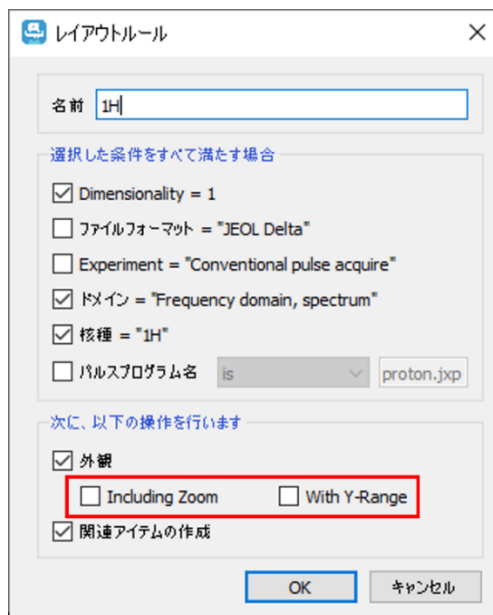 レイアウトルール
名前 1H
選択した条件をすべて満たす場合
Dimensionality = 1
ファイルフォーマット = "JEOL Delta"
Experiment = "Conventional pulse acquire"
ドメイン = "Frequency domain, spectrum"
核種 = "1H"
パルスプログラム名 is proton.jxp
次に、以下の操作を行います
外観
Including Zoom With Y-Range
関連アイテムの作成
OK キャンセル